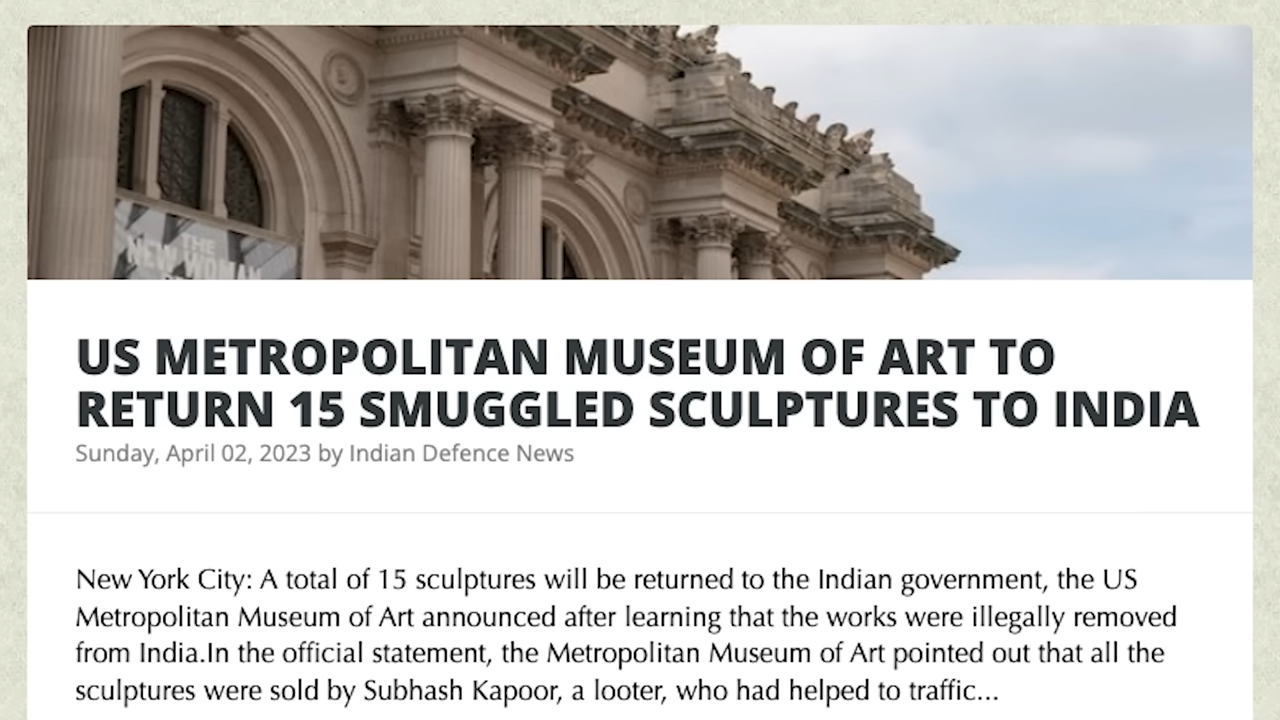 THE
NEW WOMAN
US METROPOLITAN MUSEUM OF ART TO
RETURN 15 SMUGGLED SCULPTURES TO INDIA
Sunday, April 02, 2023 by Indian Defence News
New York City: A total of 15 sculptures will be returned to the Indian government, the US
Metropolitan Museum of Art announced after learning that the works were illegally removed
from India.In the official statement, the Metropolitan Museum of Art pointed out that all the
sculptures were sold by Subhash Kapoor, a looter, who had helped to traffic...